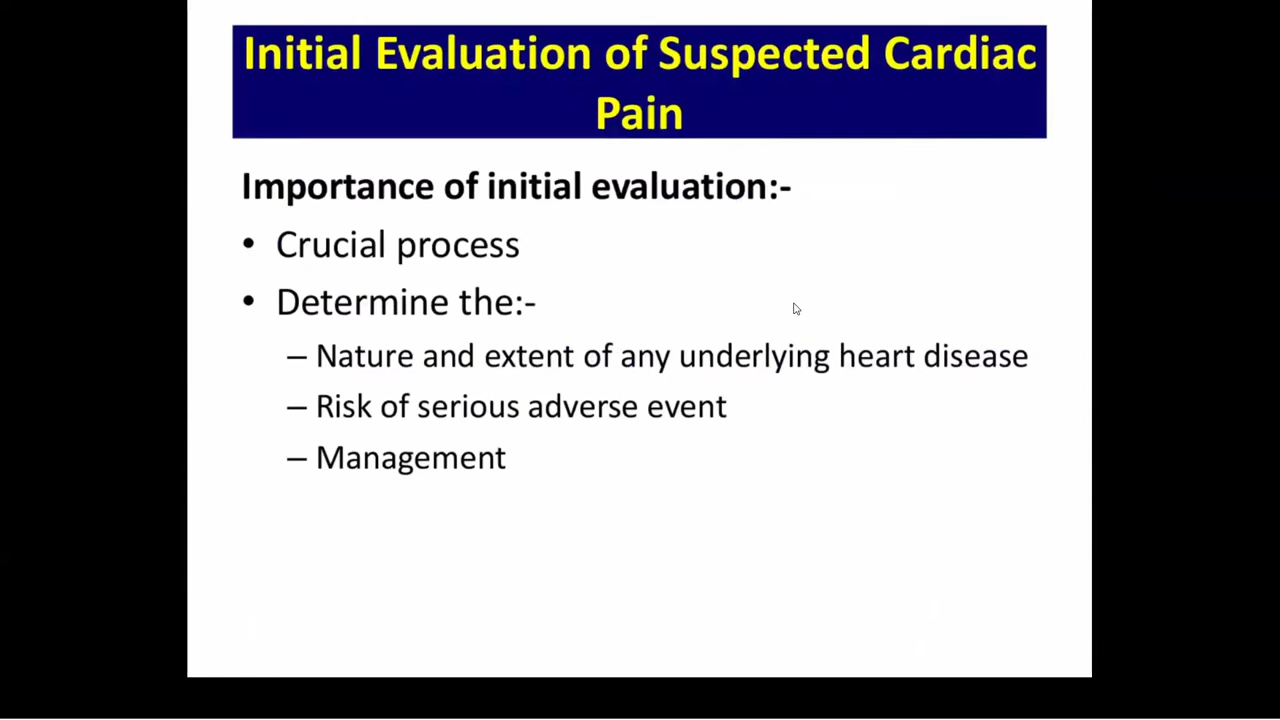 Initial Evaluation of Suspected Cardiac
Pain
Importance of initial evaluation:-
• Crucial process
• Determine the:-
– Nature and extent of any underlying heart disease
– Risk of serious adverse event
– Management